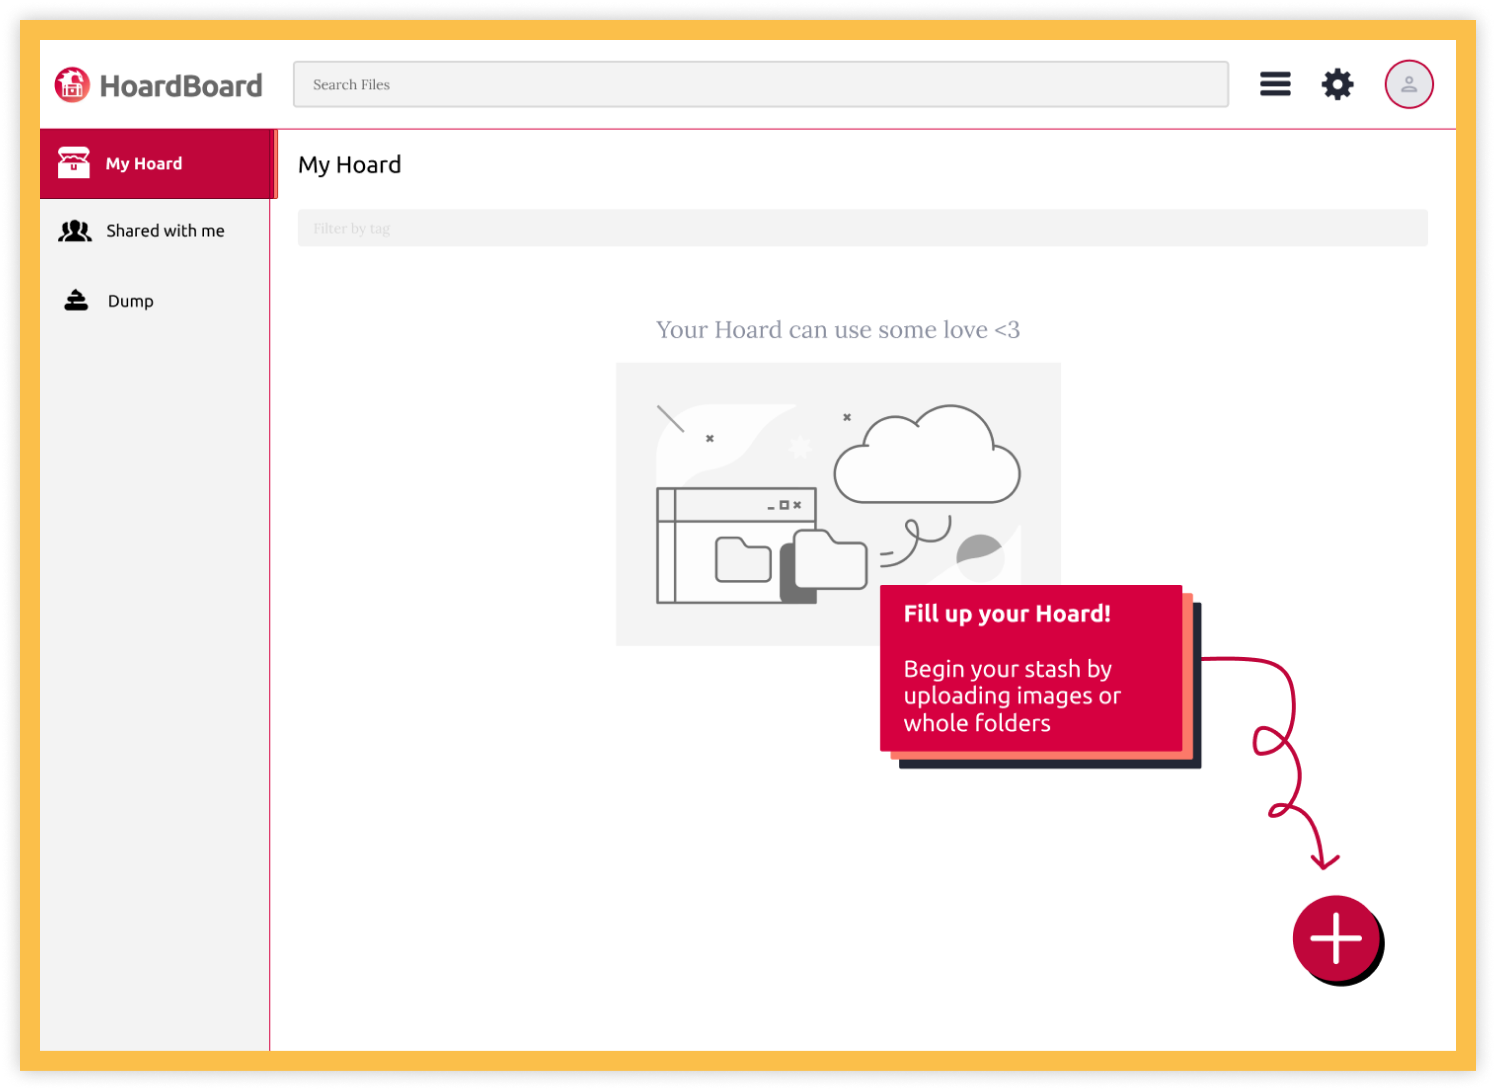 HoardBoard
Search Files
My Hoard
My Hoard
Shared with me
Filter by tag
Dump
Your Hoard can use some love <3
Fill up your Hoard!
Begin your stash by
uploading images or
whole folders